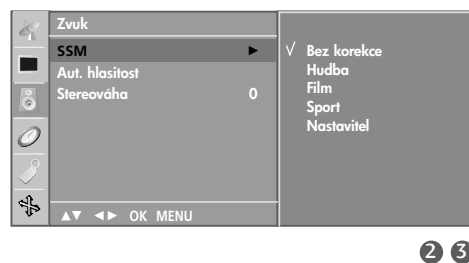 Zvuk
SSM ►
Aut. hlasitost
Stereováha 0
▲▼ ◄► OK MENU
√ Bez korekce
Hudba
Film
Sport
Nastavitel
2 3